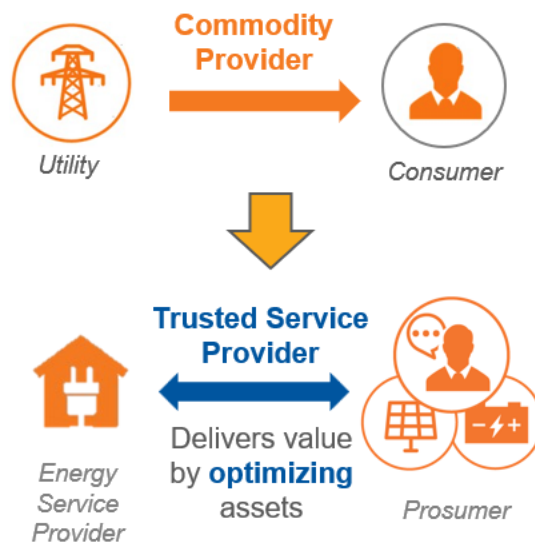 Commodity
Provider
Utility
Consumer
Trusted Service
Provider
Delivers value
by optimizing
assets
Energy
Service
Provider
Prosumer